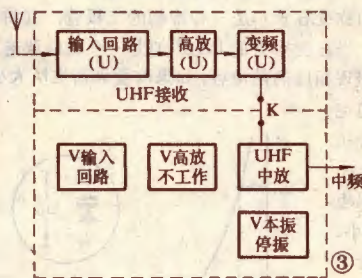 输入回路
(U)
高放
(U)
变频
(U)
UHF接收
K
V输入
回路
V高放
不工作
UHF
中放
中频
V本振
停振
③